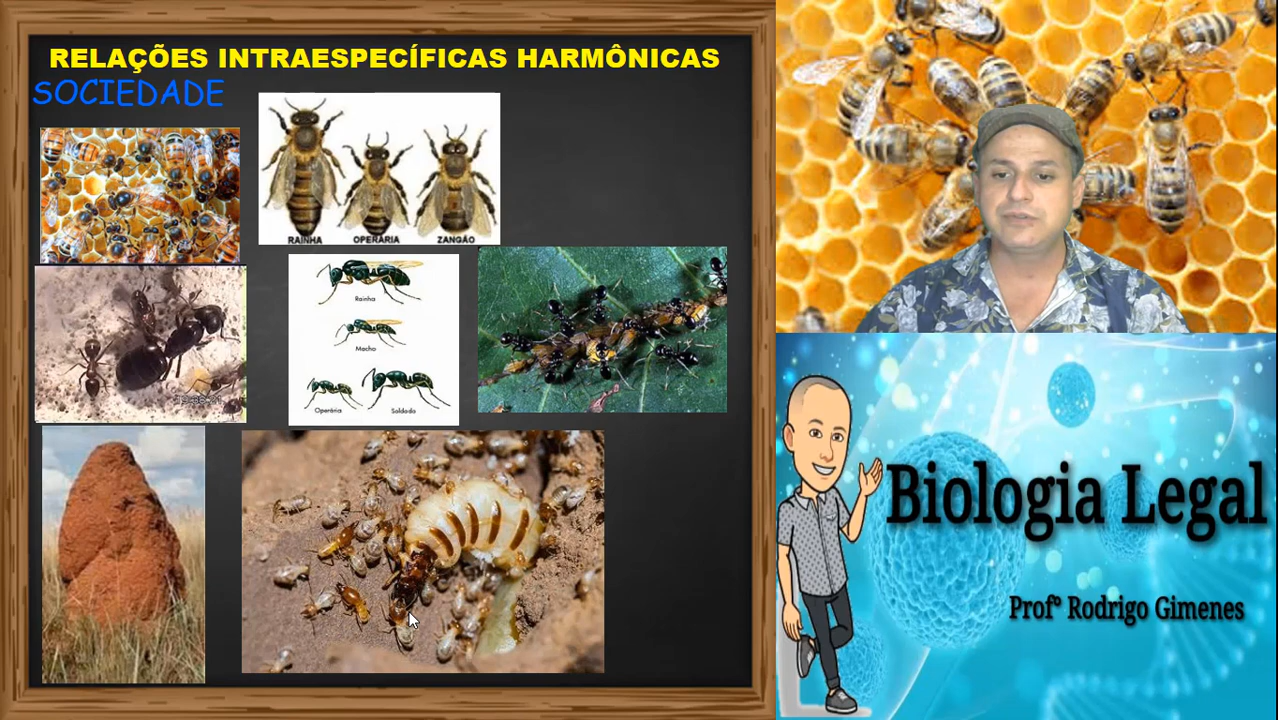 RELAÇÕES INTRAESPECÍFICAS HARMÔNICAS
SOCIEDADE
RAINHA OPERÁRIA ZANGÃO
Rainha
Macho
Operária Soldado
Biologia Legal
Profº Rodrigo Gimenes